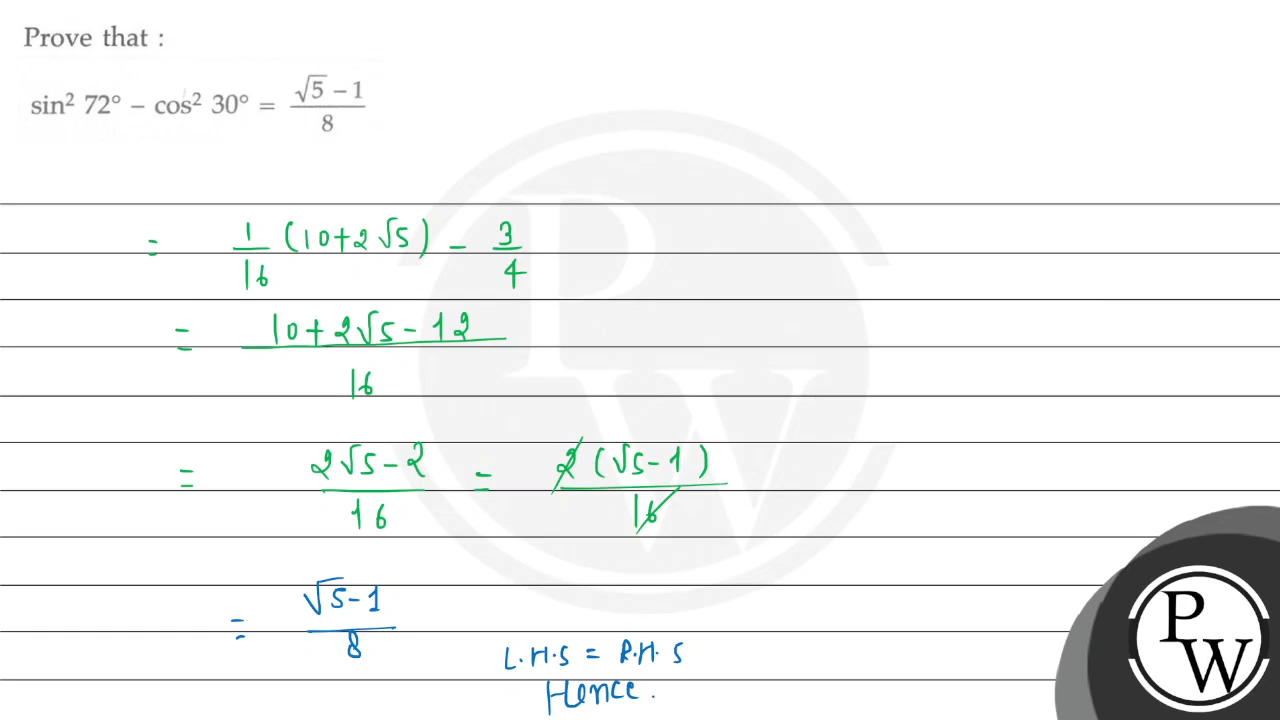 Prove that :
sin² 72° − cos² 30° = (√5 − 1)/8
= 1/16 (10+2√5) − 3/4
= (10+2√5−12)/16
= (2√5−2)/16 = 2(√5−1)/16
= (√5−1)/8
L.H.S = R.H.S
Hence.
PW
PW